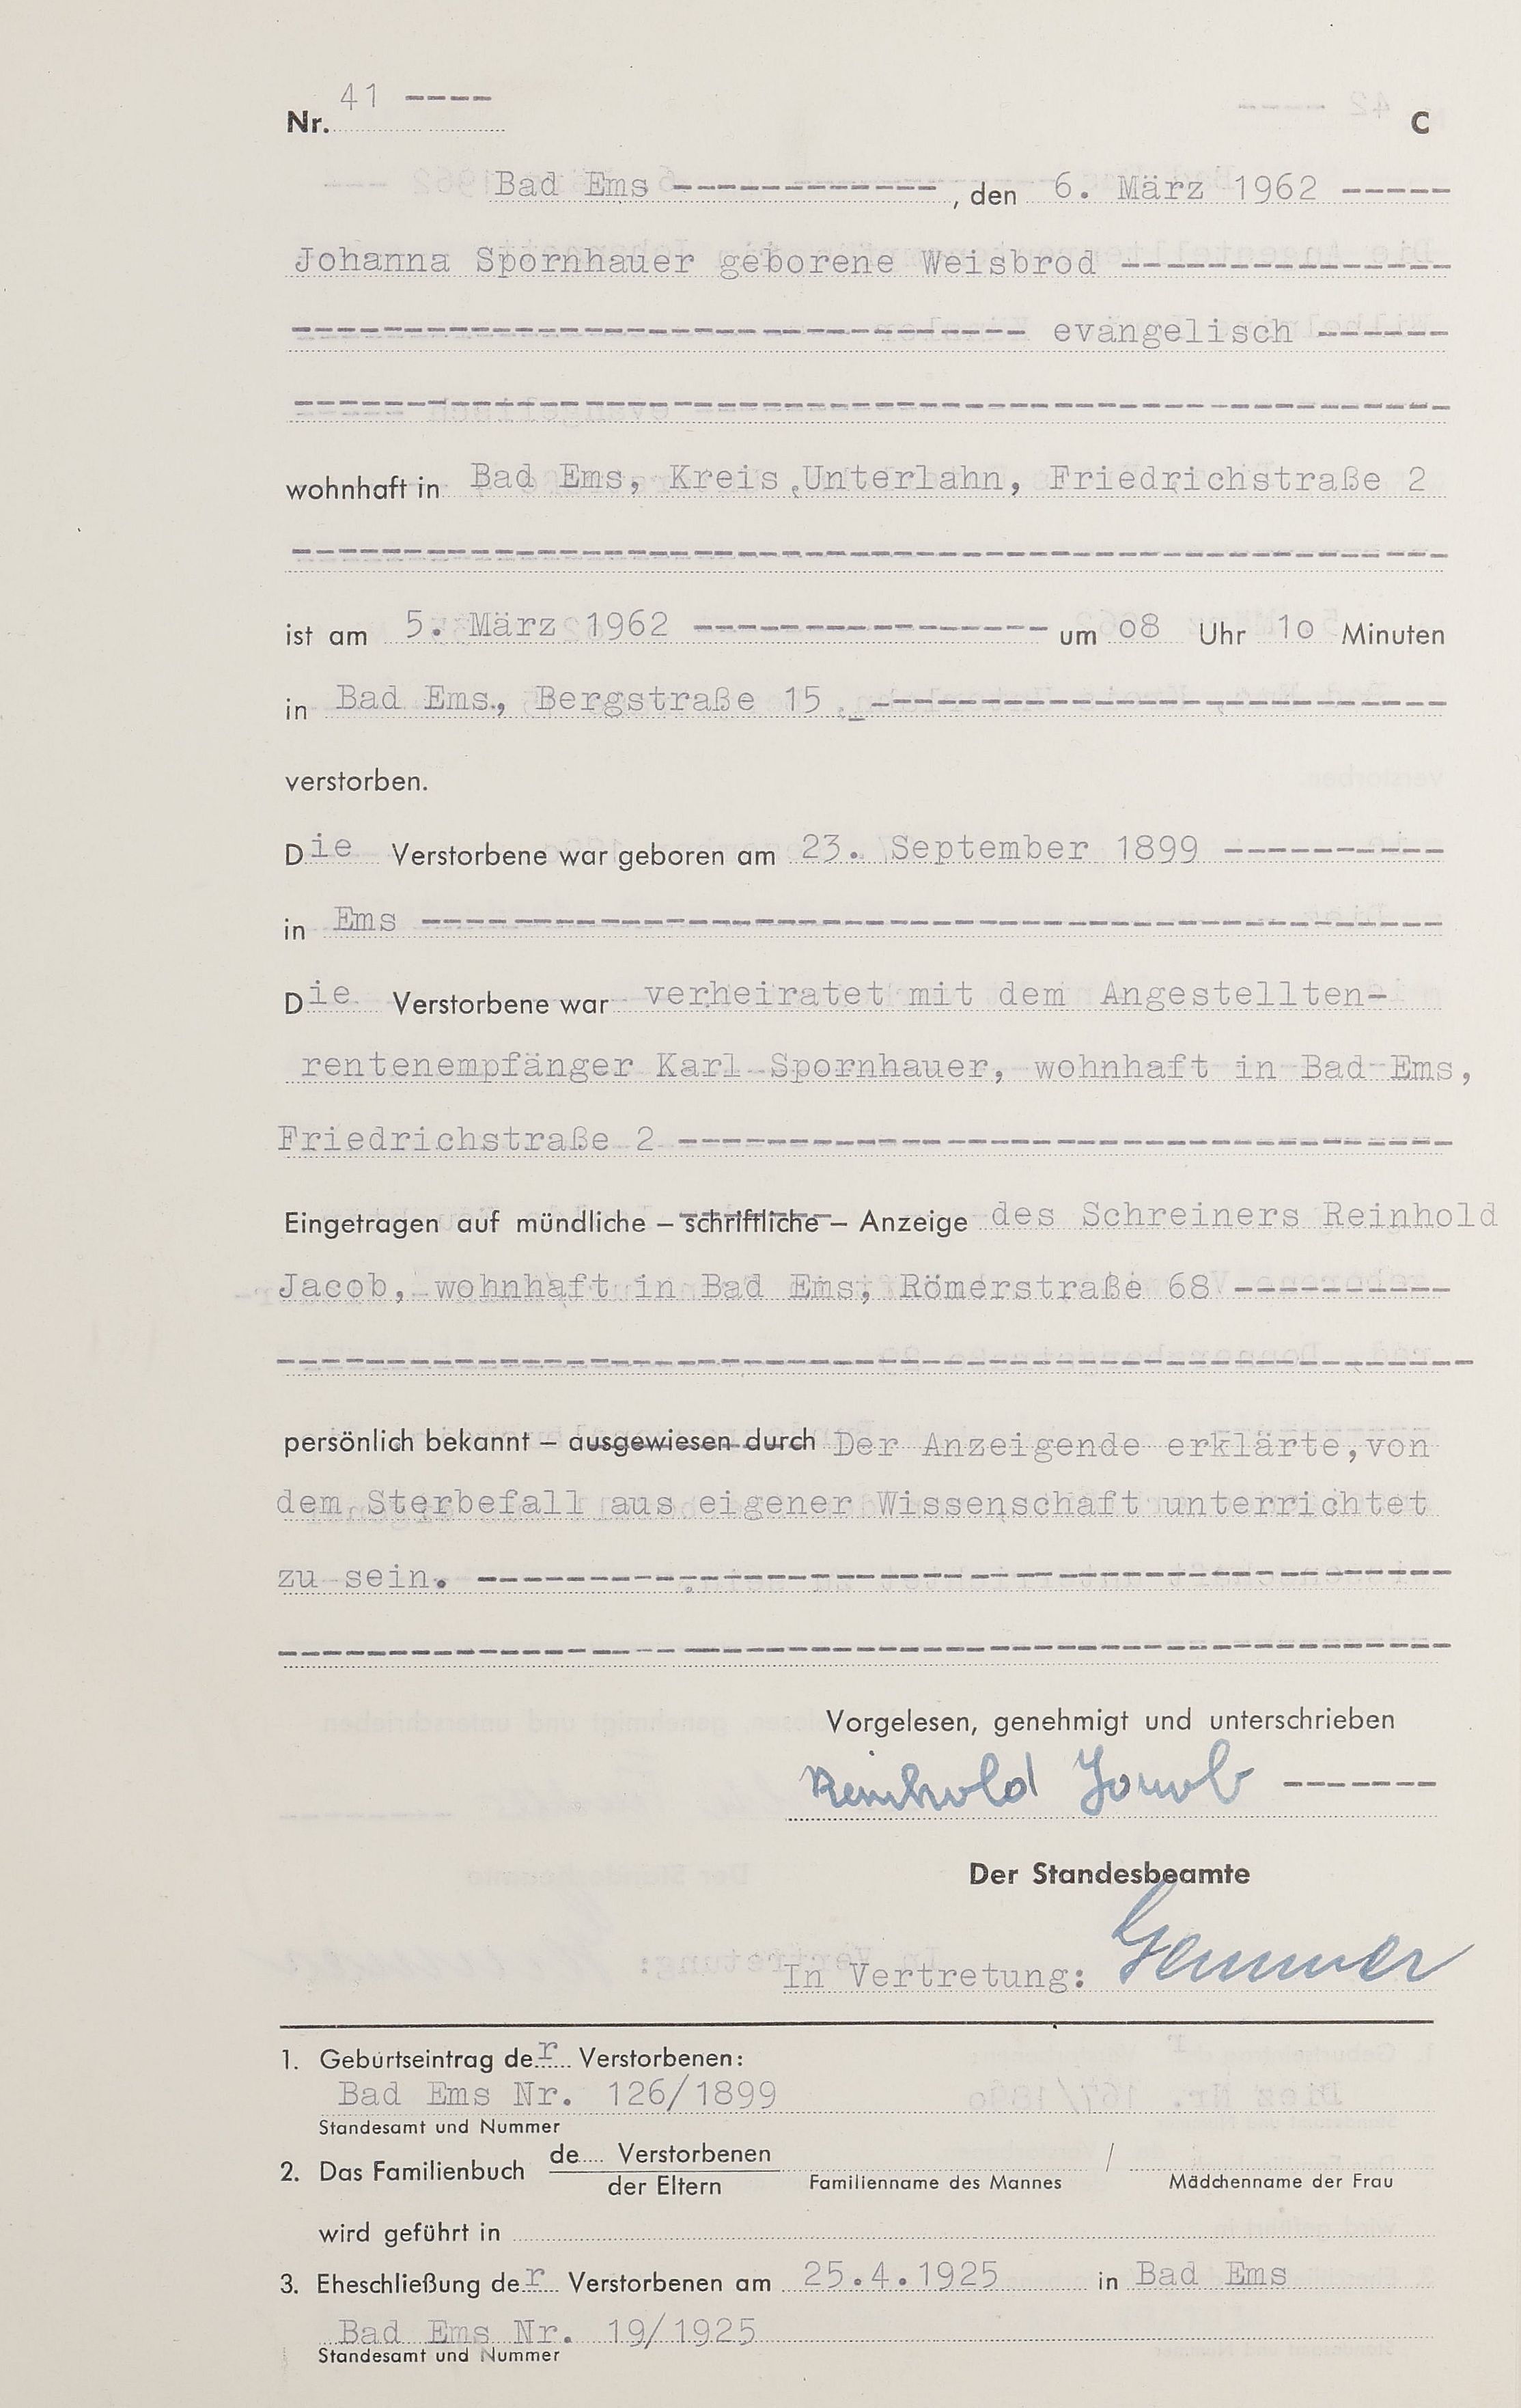 Nr. 41 ---- C
Bad Ems ------------, den 6. März 1962 -----
Johanna Spornhauer geborene Weisbrod ---------------
evangelisch ------
wohnhaft in Bad Ems, Kreis Unterlahn, Friedrichstraße 2
ist am 5. März 1962 ---------------- um 08 Uhr 10 Minuten
in Bad Ems, Bergstraße 15 --------------------------
verstorben.
Die Verstorbene war geboren am 23. September 1899 ----------
in Ems ----------------------------------------------
Die Verstorbene war verheiratet mit dem Angestellten-
rentenempfänger Karl Spornhauer, wohnhaft in Bad Ems,
Friedrichstraße 2 -----------------------------------
Eingetragen auf mündliche – schriftliche – Anzeige des Schreiners Reinhold
Jacob, wohnhaft in Bad Ems, Römerstraße 68 ----------
persönlich bekannt – ausgewiesen durch Der Anzeigende erklärte, von
dem Sterbefall aus eigener Wissenschaft unterrichtet
zu sein. --------------------------------------------
Vorgelesen, genehmigt und unterschrieben
Reinhold Jacob -------
Der Standesbeamte
In Vertretung:
1. Geburtseintrag der Verstorbenen:
Bad Ems Nr. 126/1899
Standesamt und Nummer
2. Das Familienbuch de.... Verstorbenen / der Eltern
Familienname des Mannes / Mädchenname der Frau
wird geführt in
3. Eheschließung der Verstorbenen am 25.4.1925 in Bad Ems
Bad Ems Nr. 19/1925
Standesamt und Nummer